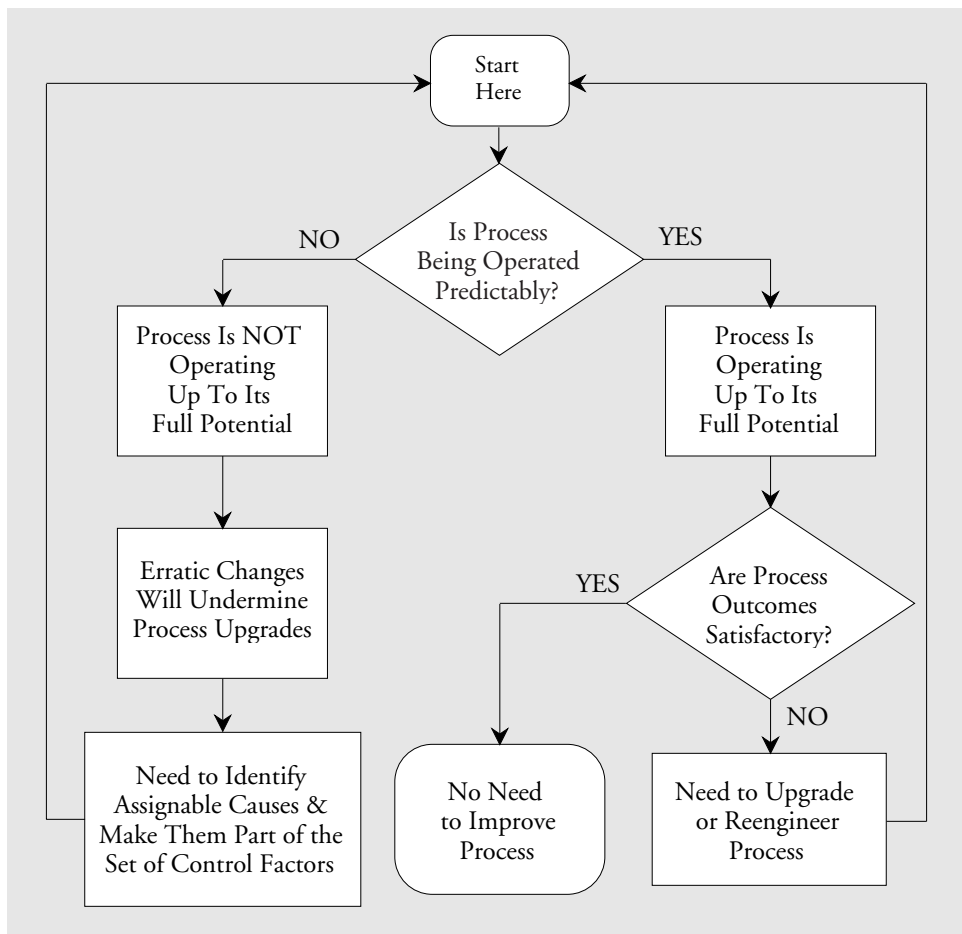 Start
Here
Is Process
Being Operated
Predictably?
NO
YES
Process Is NOT
Operating
Up To Its
Full Potential
Process Is
Operating
Up To Its
Full Potential
Erratic Changes
Will Undermine
Process Upgrades
YES
Are Process
Outcomes
Satisfactory?
NO
Need to Identify
Assignable Causes &
Make Them Part of the
Set of Control Factors
No Need
to Improve
Process
Need to Upgrade
or Reengineer
Process